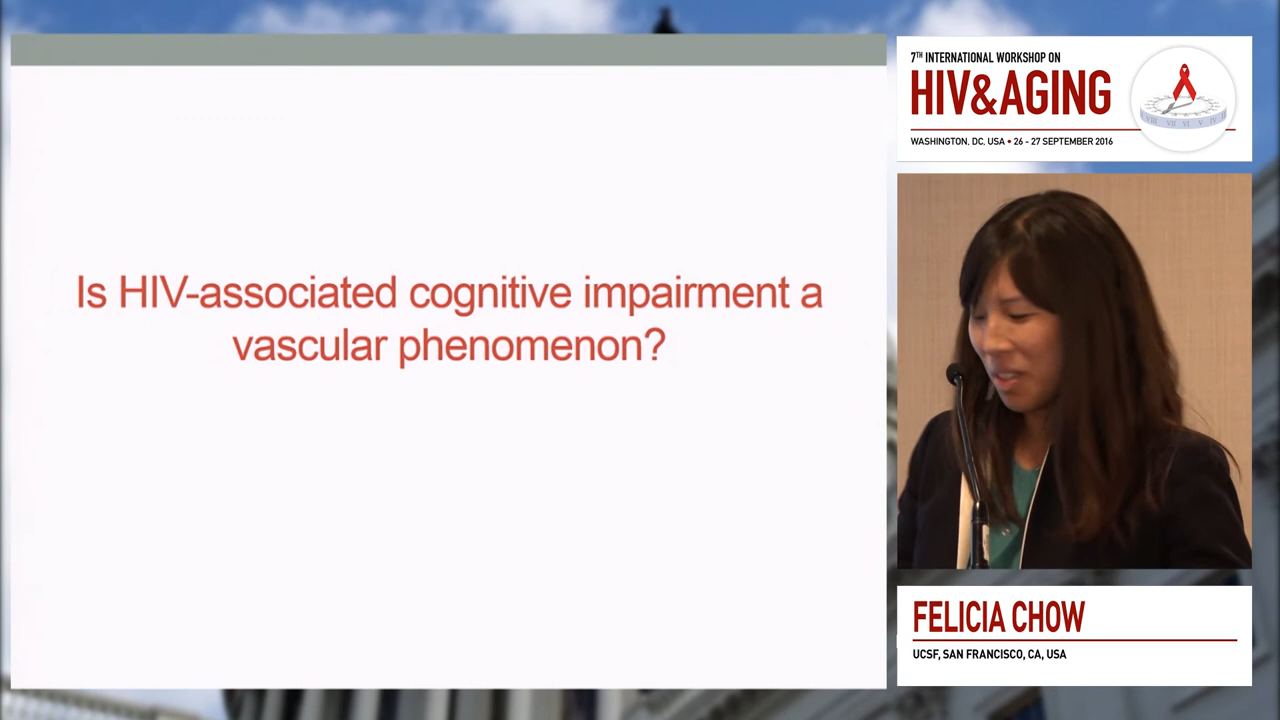 Is HIV-associated cognitive impairment a
vascular phenomenon?
7TH INTERNATIONAL WORKSHOP ON
HIV&AGING
WASHINGTON, DC, USA • 26 - 27 SEPTEMBER 2016
FELICIA CHOW
UCSF, SAN FRANCISCO, CA, USA